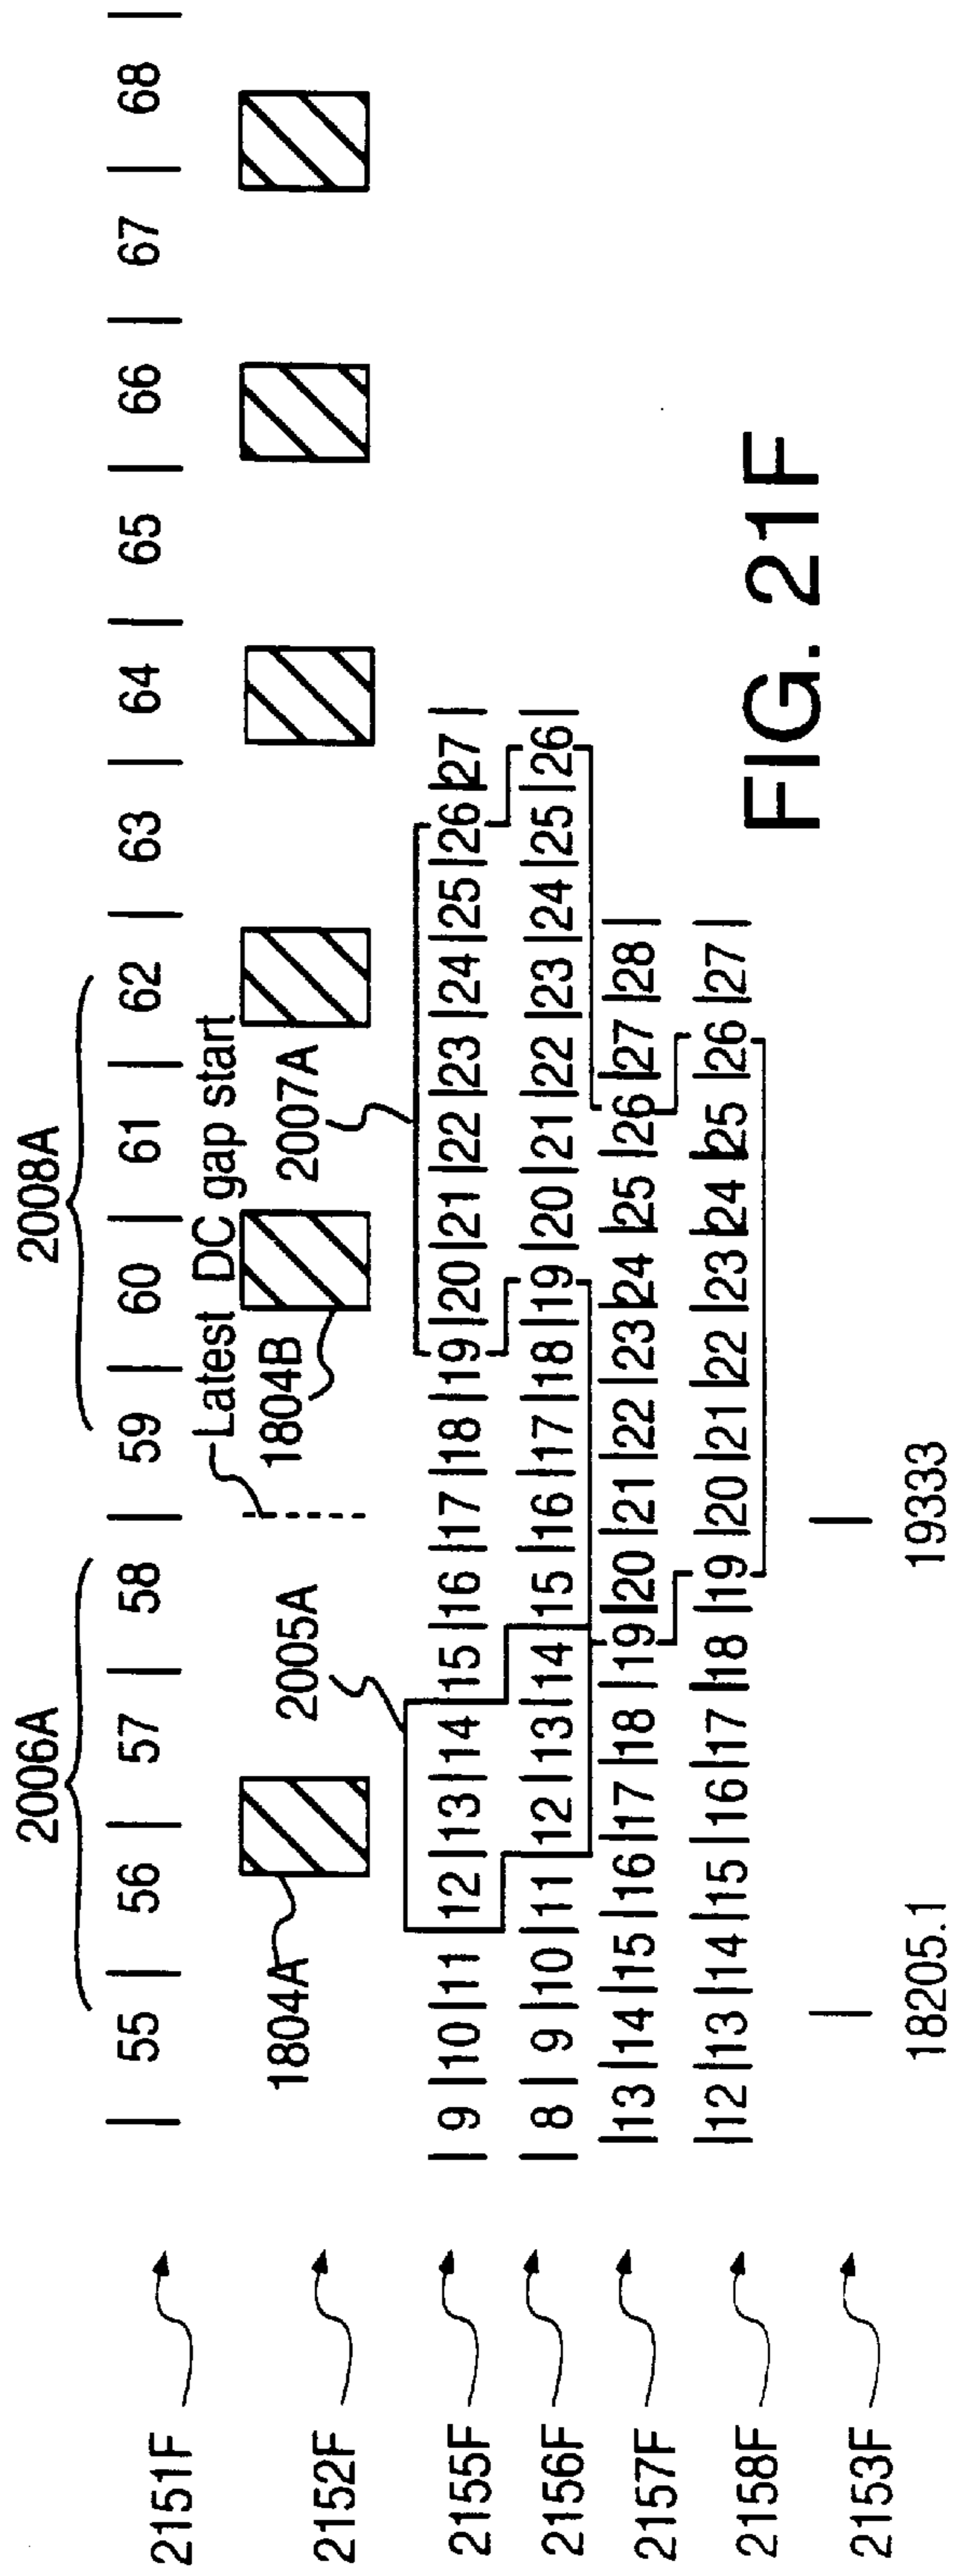 2006A 2008A
2151F 55 | 56 | 57 | 58 | 59 | 60 | 61 | 62 | 63 | 64 | 65 | 66 | 67 | 68 |
Latest DC gap start
2152F 1804A 2005A 1804B 2007A
2155F | 9 | 10 | 11 | 12 | 13 | 14 | 15 | 16 | 17 | 18 | 19 | 20 | 21 | 22 | 23 | 24 | 25 | 26 | 27 |
2156F | 8 | 9 | 10 | 11 | 12 | 13 | 14 | 15 | 16 | 17 | 18 | 19 | 20 | 21 | 22 | 23 | 24 | 25 | 26 |
2157F | 13 | 14 | 15 | 16 | 17 | 18 | 19 | 20 | 21 | 22 | 23 | 24 | 25 | 26 | 27 | 28 |
2158F | 12 | 13 | 14 | 15 | 16 | 17 | 18 | 19 | 20 | 21 | 22 | 23 | 24 | 25 | 26 | 27 |
2153F
18205.1 19333
FIG. 21F